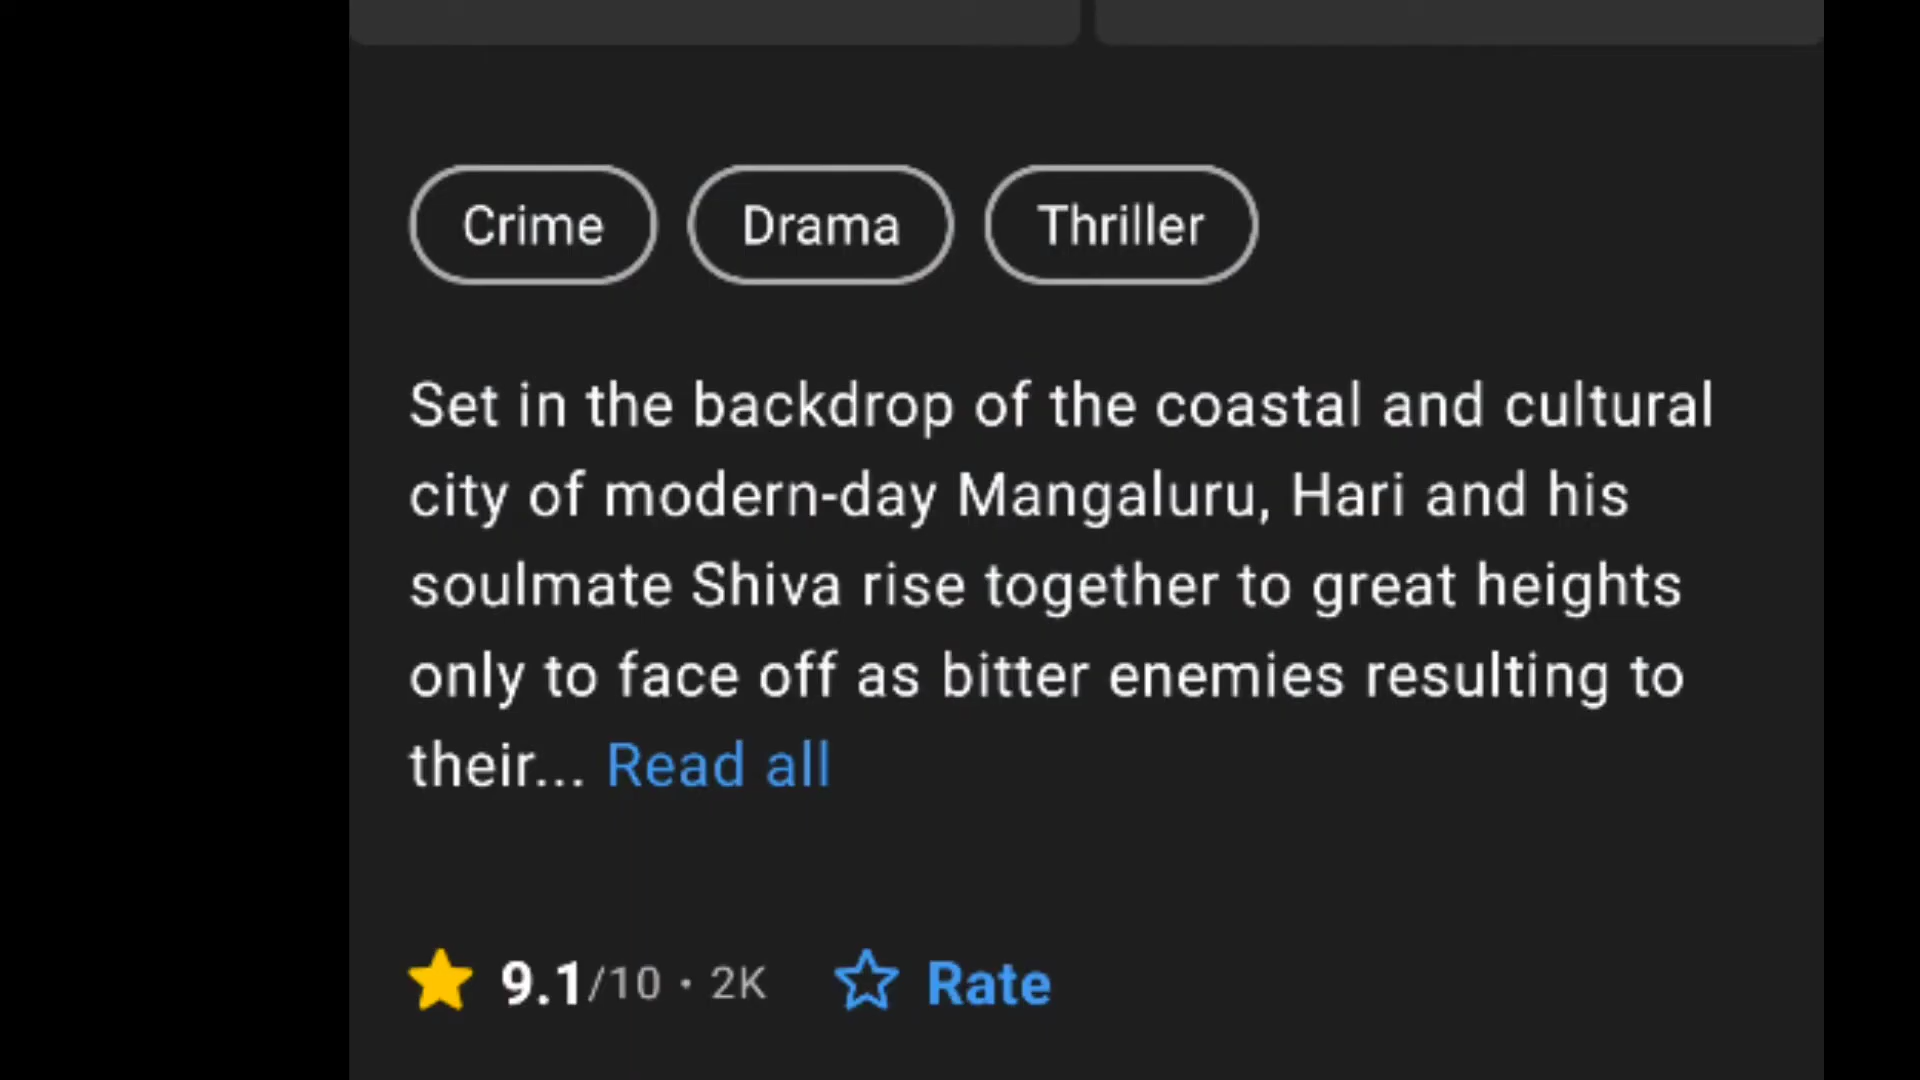 Crime Drama Thriller
Set in the backdrop of the coastal and cultural
city of modern-day Mangaluru, Hari and his
soulmate Shiva rise together to great heights
only to face off as bitter enemies resulting to
their... Read all
9.1/10 · 2K Rate